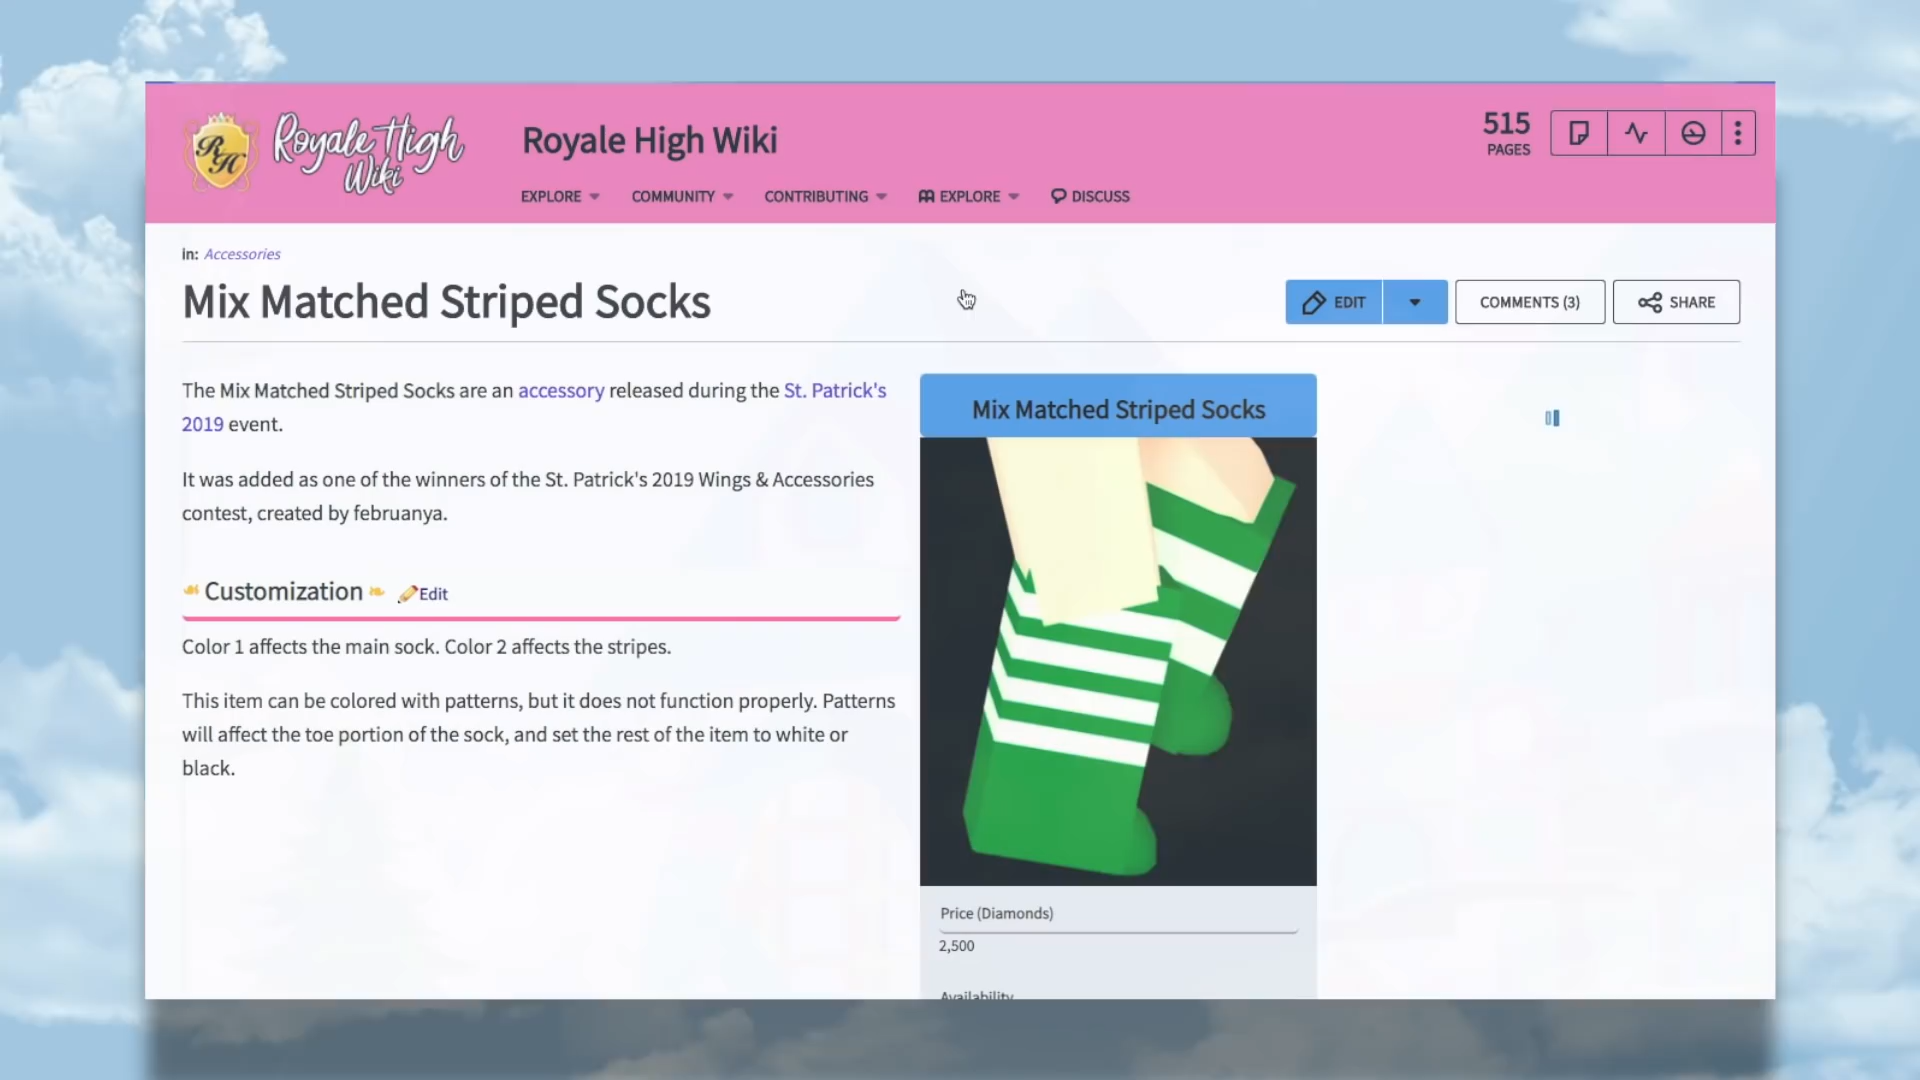 RH
Royale High
Wiki
Royale High Wiki
515
PAGES
EXPLORE
COMMUNITY
CONTRIBUTING
EXPLORE
DISCUSS
in: Accessories
Mix Matched Striped Socks
EDIT
COMMENTS (3)
SHARE
The Mix Matched Striped Socks are an accessory released during the St. Patrick's
2019 event.
It was added as one of the winners of the St. Patrick's 2019 Wings & Accessories
contest, created by februanya.
Customization
Edit
Color 1 affects the main sock. Color 2 affects the stripes.
This item can be colored with patterns, but it does not function properly. Patterns
will affect the toe portion of the sock, and set the rest of the item to white or
black.
Mix Matched Striped Socks
Price (Diamonds)
2,500
Availability